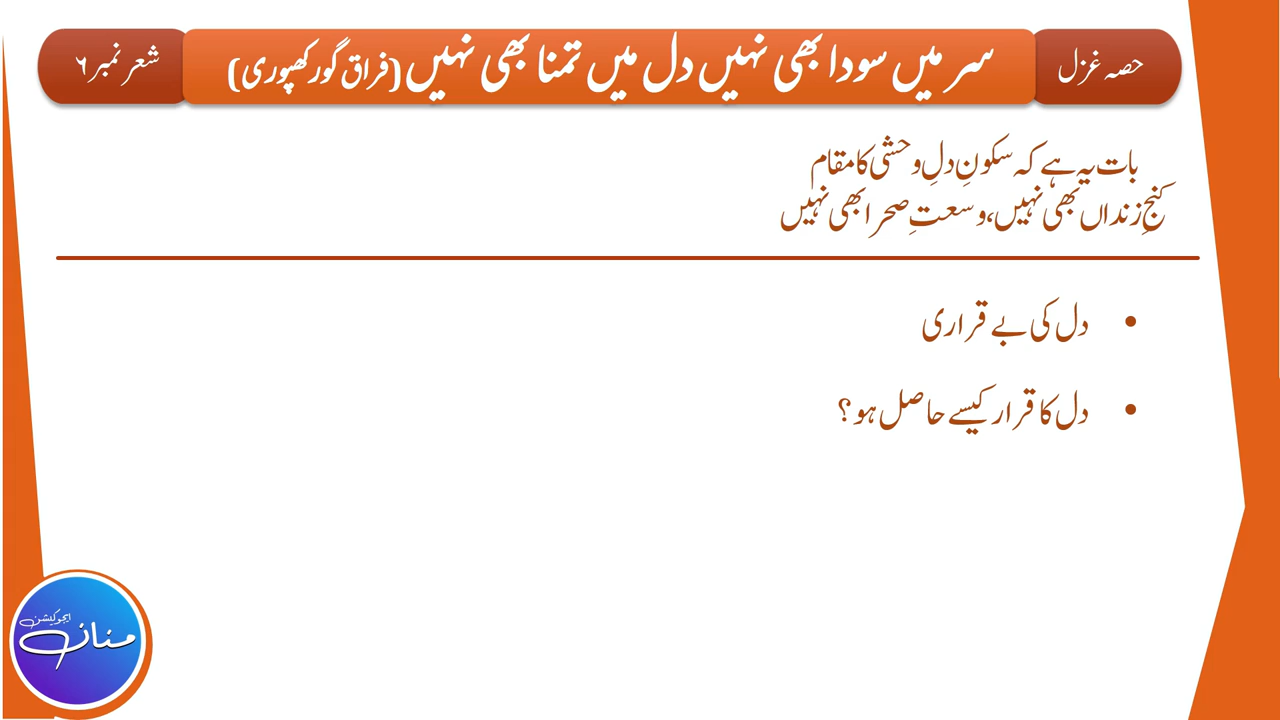 حصہ غزل
سر میں سودا بھی نہیں دل میں تمنا بھی نہیں (فراق گورکھپوری)
شعر نمبر ۶
بات یہ ہے کہ سکونِ دلِ وحشی کا مقام
کنجِ زنداں بھی نہیں، وسعتِ صحرا بھی نہیں
• دل کی بے قراری
• دل کا قرار کیسے حاصل ہو؟
ایجوکیشن
منان